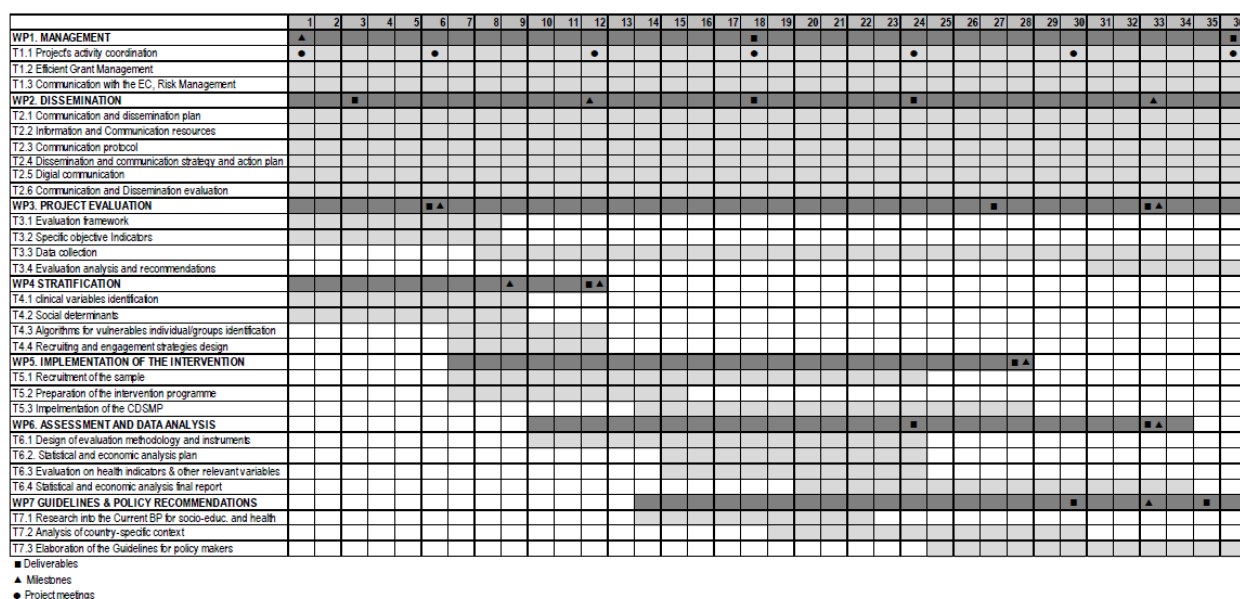 1 2 3 4 5 6 7 8 9 10 11 12 13 14 15 16 17 18 19 20 21 22 23 24 25 26 27 28 29 30 31 32 33 34 35 36
WP1. MANAGEMENT ▲ ■ ■
T1.1 Project's activity coordination ● ● ● ● ● ● ●
T1.2 Efficient Grant Management
T1.3 Communication with the EC, Risk Management
WP2. DISSEMINATION ■ ▲ ■ ■ ▲
T2.1 Communication and dissemination plan
T2.2 Information and Communication resources
T2.3 Communication protocol
T2.4 Dissemination and communication strategy and action plan
T2.5 Digial communication
T2.6 Communication and Dissemination evaluation
WP3. PROJECT EVALUATION ■ ▲ ■ ■ ▲
T3.1 Evaluation framework
T3.2 Specific objective Indicators
T3.3 Data collection
T3.4 Evaluation analysis and recommendations
WP4 STRATIFICATION ▲ ■ ▲
T4.1 clinical variables identification
T4.2 Social determinants
T4.3 Algorithms for vulnerables individual/groups identification
T4.4 Recruiting and engagement strategies design
WP5. IMPLEMENTATION OF THE INTERVENTION ■ ▲
T5.1 Recruitment of the sample
T5.2 Preparation of the intervention programme
T5.3 Impelmentation of the CDSMP
WP6. ASSESSMENT AND DATA ANALYSIS ■ ■ ▲
T6.1 Design of evaluation methodology and instruments
T6.2. Statistical and economic analysis plan
T6.3 Evaluation on health indicators & other relevant variables
T6.4 Statistical and economic analysis final report
WP7 GUIDELINES & POLICY RECOMMENDATIONS ■ ▲ ■
T7.1 Research into the Current BP for socio-educ. and health
T7.2 Analysis of country-specific context
T7.3 Elaboration of the Guidelines for policy makers
■ Deliverables
▲ Milestones
● Project meetings